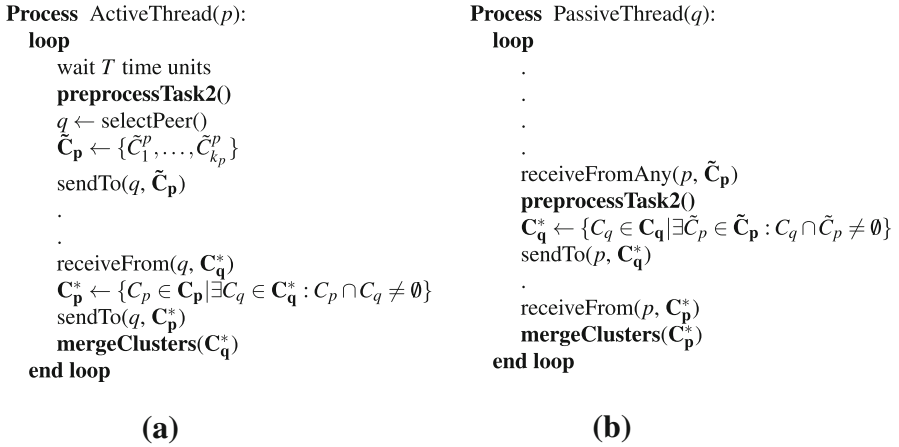 Process ActiveThread(p):
loop
wait T time units
preprocessTask2()
q ← selectPeer()
C̃p ← {C̃₁ᵖ,…,C̃ₖₚᵖ}
sendTo(q, C̃p)
.
.
receiveFrom(q, C*q)
C*p ← {Cp ∈ Cp|∃Cq ∈ C*q : Cp ∩ Cq ≠ ∅}
sendTo(q, C*p)
mergeClusters(C*q)
end loop
(a)
Process PassiveThread(q):
loop
.
.
.
.
receiveFromAny(p, C̃p)
preprocessTask2()
C*q ← {Cq ∈ Cq|∃C̃p ∈ C̃p : Cq ∩ C̃p ≠ ∅}
sendTo(p, C*q)
.
receiveFrom(p, C*p)
mergeClusters(C*p)
end loop
(b)